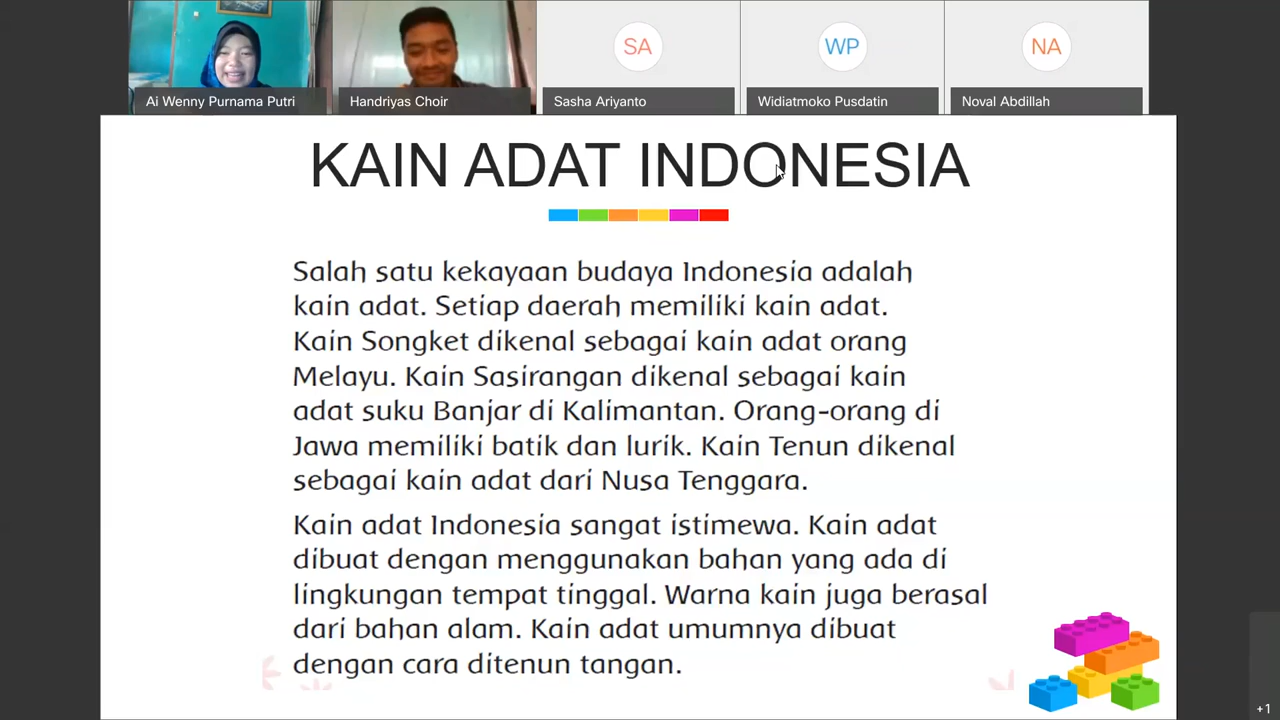 SA
WP
NA
Ai Wenny Purnama Putri
Handriyas Choir
Sasha Ariyanto
Widiatmoko Pusdatin
Noval Abdillah
KAIN ADAT INDONESIA
Salah satu kekayaan budaya Indonesia adalah
kain adat. Setiap daerah memiliki kain adat.
Kain Songket dikenal sebagai kain adat orang
Melayu. Kain Sasirangan dikenal sebagai kain
adat suku Banjar di Kalimantan. Orang-orang di
Jawa memiliki batik dan lurik. Kain Tenun dikenal
sebagai kain adat dari Nusa Tenggara.
Kain adat Indonesia sangat istimewa. Kain adat
dibuat dengan menggunakan bahan yang ada di
lingkungan tempat tinggal. Warna kain juga berasal
dari bahan alam. Kain adat umumnya dibuat
dengan cara ditenun tangan.
+1